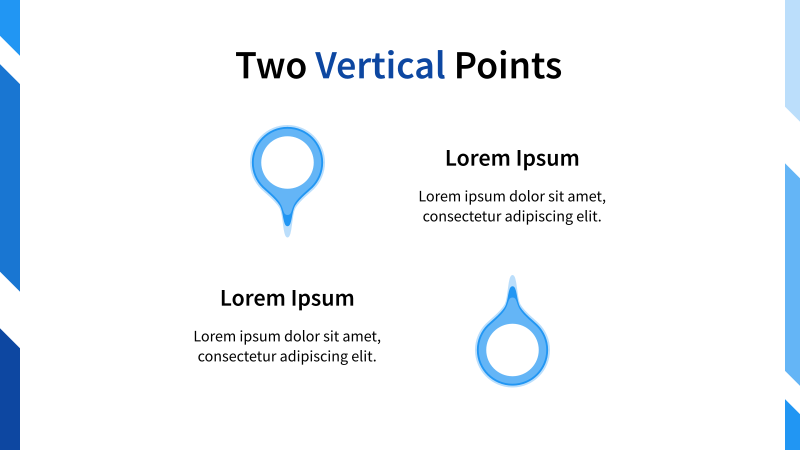 Two Vertical Points
Lorem Ipsum
Lorem ipsum dolor sit amet,
consectetur adipiscing elit.
Lorem Ipsum
Lorem ipsum dolor sit amet,
consectetur adipiscing elit.